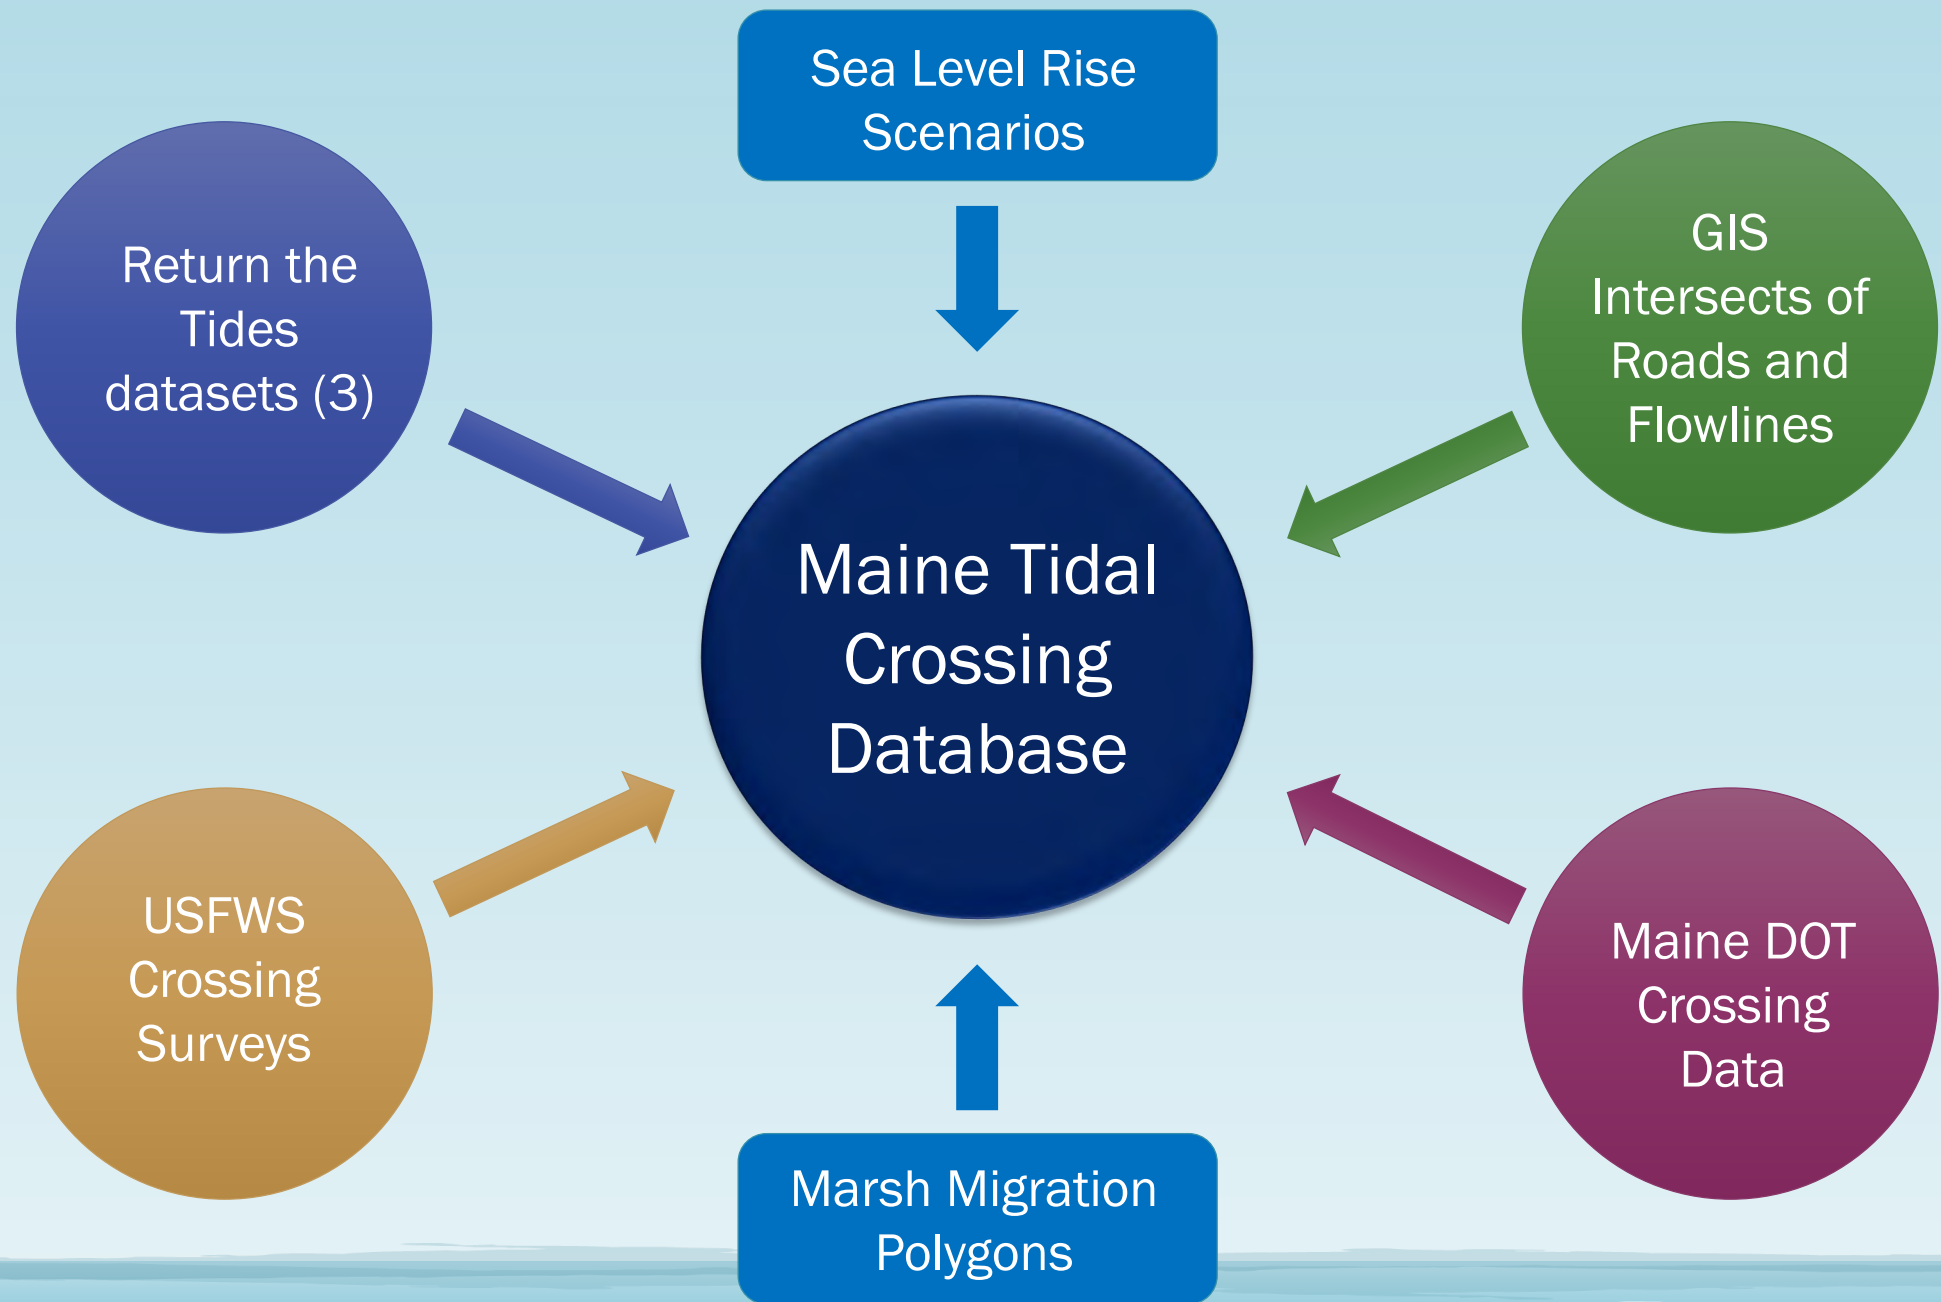 Sea Level Rise
Scenarios
Return the
Tides
datasets (3)
GIS
Intersects of
Roads and
Flowlines
Maine Tidal
Crossing
Database
USFWS
Crossing
Surveys
Maine DOT
Crossing
Data
Marsh Migration
Polygons